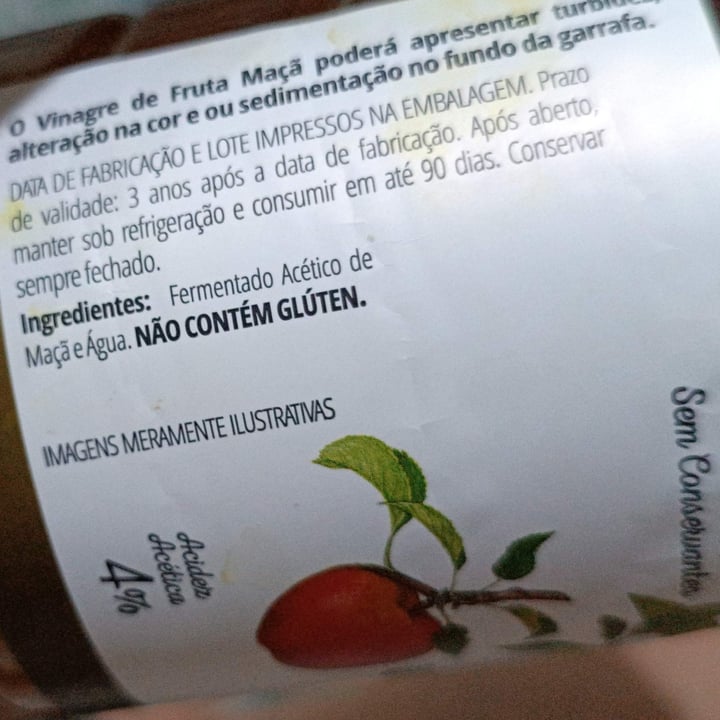 O Vinagre de Fruta Maçã poderá apresentar turbidez,
alteração na cor e ou sedimentação no fundo da garrafa.
DATA DE FABRICAÇÃO E LOTE IMPRESSOS NA EMBALAGEM. Prazo
de validade: 3 anos após a data de fabricação. Após aberto,
manter sob refrigeração e consumir em até 90 dias. Conservar
sempre fechado.
Ingredientes: Fermentado Acético de
Maçã e Água. NÃO CONTÉM GLÚTEN.
IMAGENS MERAMENTE ILUSTRATIVAS
Acidez
Acética
4%
Sem Conservantes